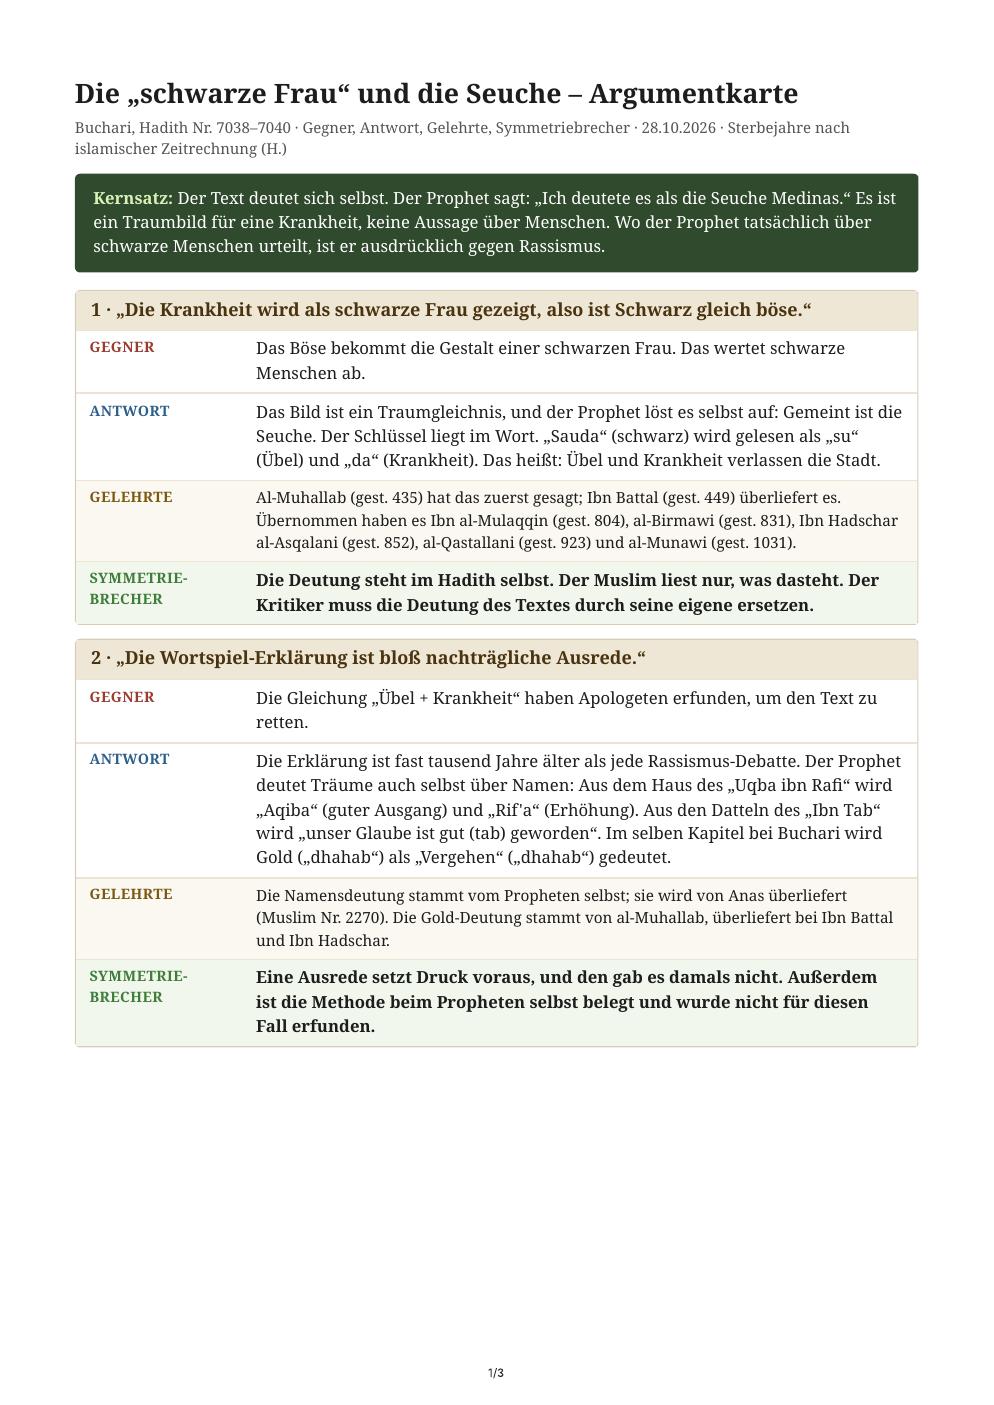 Die „schwarze Frau“ und die Seuche – Argumentkarte
Buchari, Hadith Nr. 7038–7040 · Gegner, Antwort, Gelehrte, Symmetriebrecher · 28.10.2026 · Sterbejahre nach
islamischer Zeitrechnung (H.)
Kernsatz: Der Text deutet sich selbst. Der Prophet sagt: „Ich deutete es als die Seuche Medinas.“ Es ist
ein Traumbild für eine Krankheit, keine Aussage über Menschen. Wo der Prophet tatsächlich über
schwarze Menschen urteilt, ist er ausdrücklich gegen Rassismus.
1 · „Die Krankheit wird als schwarze Frau gezeigt, also ist Schwarz gleich böse.“
GEGNER
Das Böse bekommt die Gestalt einer schwarzen Frau. Das wertet schwarze
Menschen ab.
ANTWORT
Das Bild ist ein Traumgleichnis, und der Prophet löst es selbst auf: Gemeint ist die
Seuche. Der Schlüssel liegt im Wort. „Sauda“ (schwarz) wird gelesen als „su“
(Übel) und „da“ (Krankheit). Das heißt: Übel und Krankheit verlassen die Stadt.
GELEHRTE
Al-Muhallab (gest. 435) hat das zuerst gesagt; Ibn Battal (gest. 449) überliefert es.
Übernommen haben es Ibn al-Mulaqqin (gest. 804), al-Birmawi (gest. 831), Ibn Hadschar
al-Asqalani (gest. 852), al-Qastallani (gest. 923) und al-Munawi (gest. 1031).
SYMMETRIE-
BRECHER
Die Deutung steht im Hadith selbst. Der Muslim liest nur, was dasteht. Der
Kritiker muss die Deutung des Textes durch seine eigene ersetzen.
2 · „Die Wortspiel-Erklärung ist bloß nachträgliche Ausrede.“
GEGNER
Die Gleichung „Übel + Krankheit“ haben Apologeten erfunden, um den Text zu
retten.
ANTWORT
Die Erklärung ist fast tausend Jahre älter als jede Rassismus-Debatte. Der Prophet
deutet Träume auch selbst über Namen: Aus dem Haus des „Uqba ibn Rafi“ wird
„Aqiba“ (guter Ausgang) und „Rif'a“ (Erhöhung). Aus den Datteln des „Ibn Tab“
wird „unser Glaube ist gut (tab) geworden“. Im selben Kapitel bei Buchari wird
Gold („dhahab“) als „Vergehen“ („dhahab“) gedeutet.
GELEHRTE
Die Namensdeutung stammt vom Propheten selbst; sie wird von Anas überliefert
(Muslim Nr. 2270). Die Gold-Deutung stammt von al-Muhallab, überliefert bei Ibn Battal
und Ibn Hadschar.
SYMMETRIE-
BRECHER
Eine Ausrede setzt Druck voraus, und den gab es damals nicht. Außerdem
ist die Methode beim Propheten selbst belegt und wurde nicht für diesen
Fall erfunden.
1/3